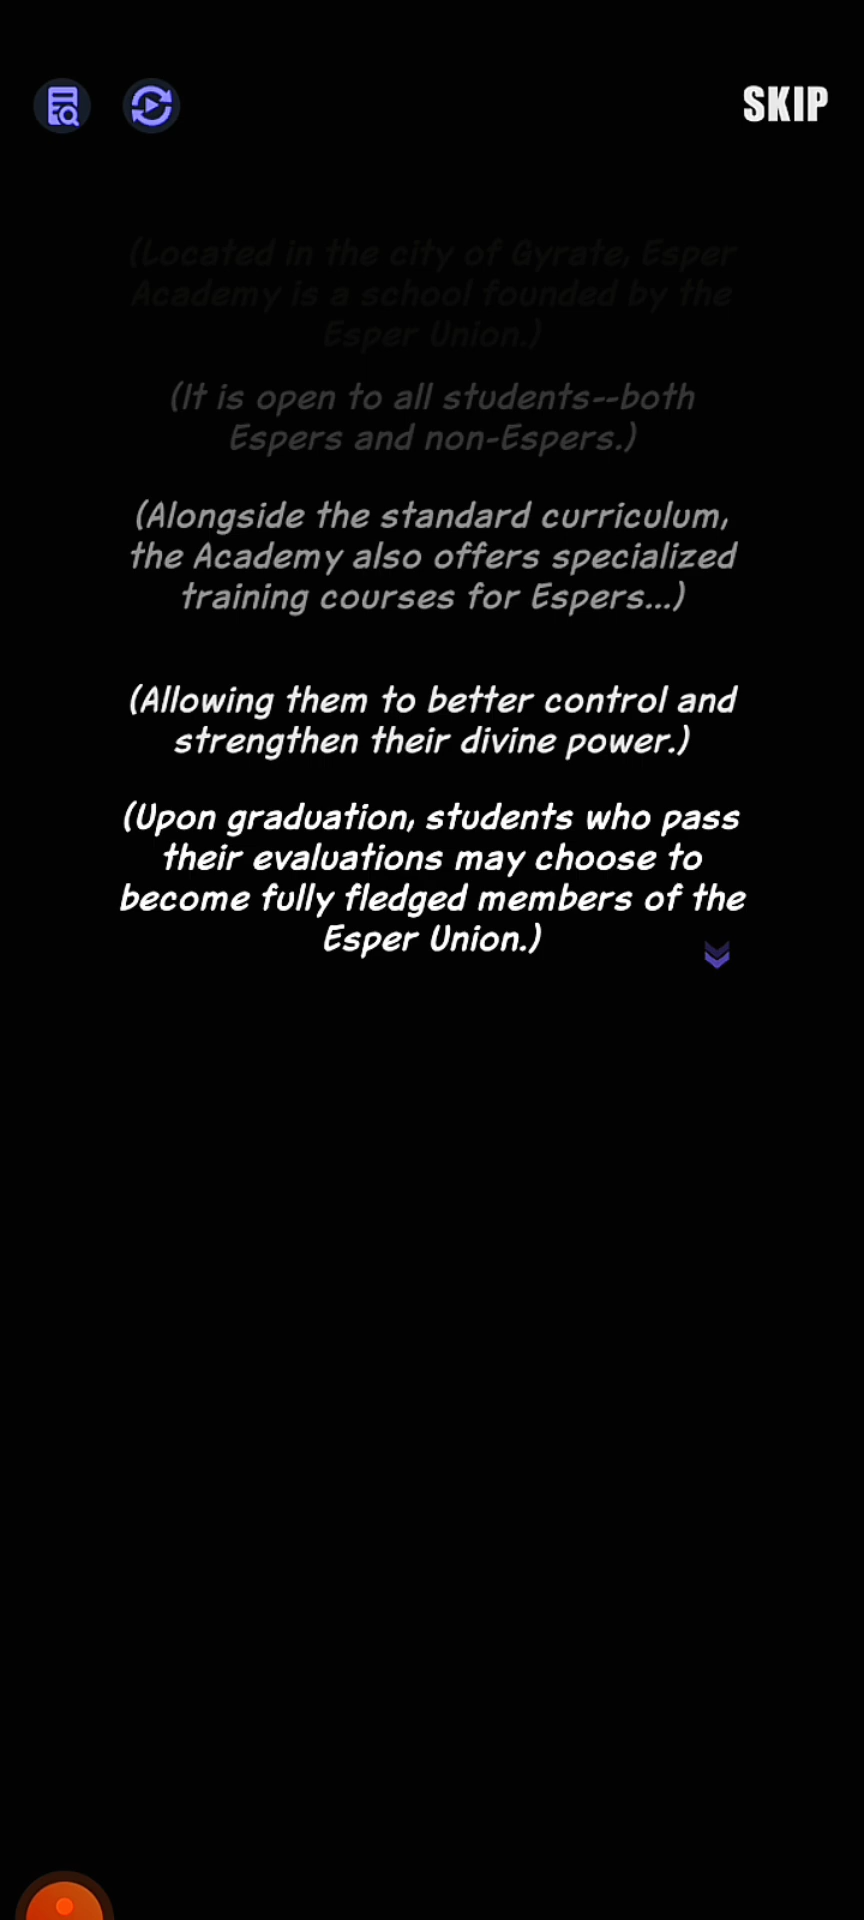 SKIP
(Located in the city of Gyrate, Esper
Academy is a school founded by the
Esper Union.)
(It is open to all students--both
Espers and non-Espers.)
(Alongside the standard curriculum,
the Academy also offers specialized
training courses for Espers...)
(Allowing them to better control and
strengthen their divine power.)
(Upon graduation, students who pass
their evaluations may choose to
become fully fledged members of the
Esper Union.)